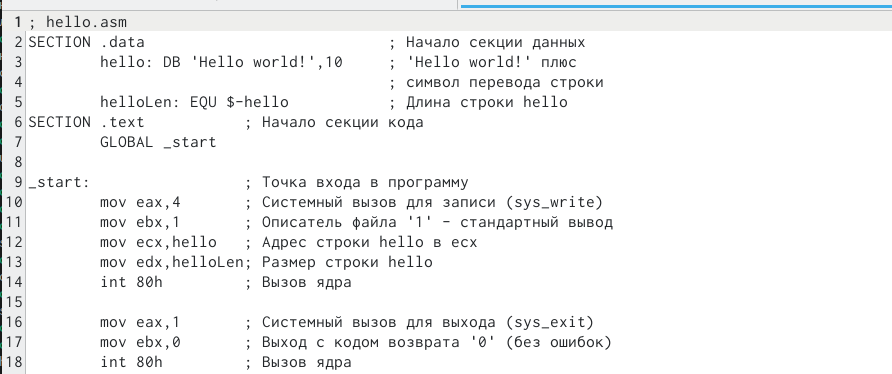 1 ; hello.asm
2 SECTION .data ; Начало секции данных
3 hello: DB 'Hello world!',10 ; 'Hello world!' плюс
4 ; символ перевода строки
5 helloLen: EQU $-hello ; Длина строки hello
6 SECTION .text ; Начало секции кода
7 GLOBAL _start
8
9 _start: ; Точка входа в программу
10 mov eax,4 ; Системный вызов для записи (sys_write)
11 mov ebx,1 ; Описатель файла '1' - стандартный вывод
12 mov ecx,hello ; Адрес строки hello в ecx
13 mov edx,helloLen; Размер строки hello
14 int 80h ; Вызов ядра
15
16 mov eax,1 ; Системный вызов для выхода (sys_exit)
17 mov ebx,0 ; Выход с кодом возврата '0' (без ошибок)
18 int 80h ; Вызов ядра